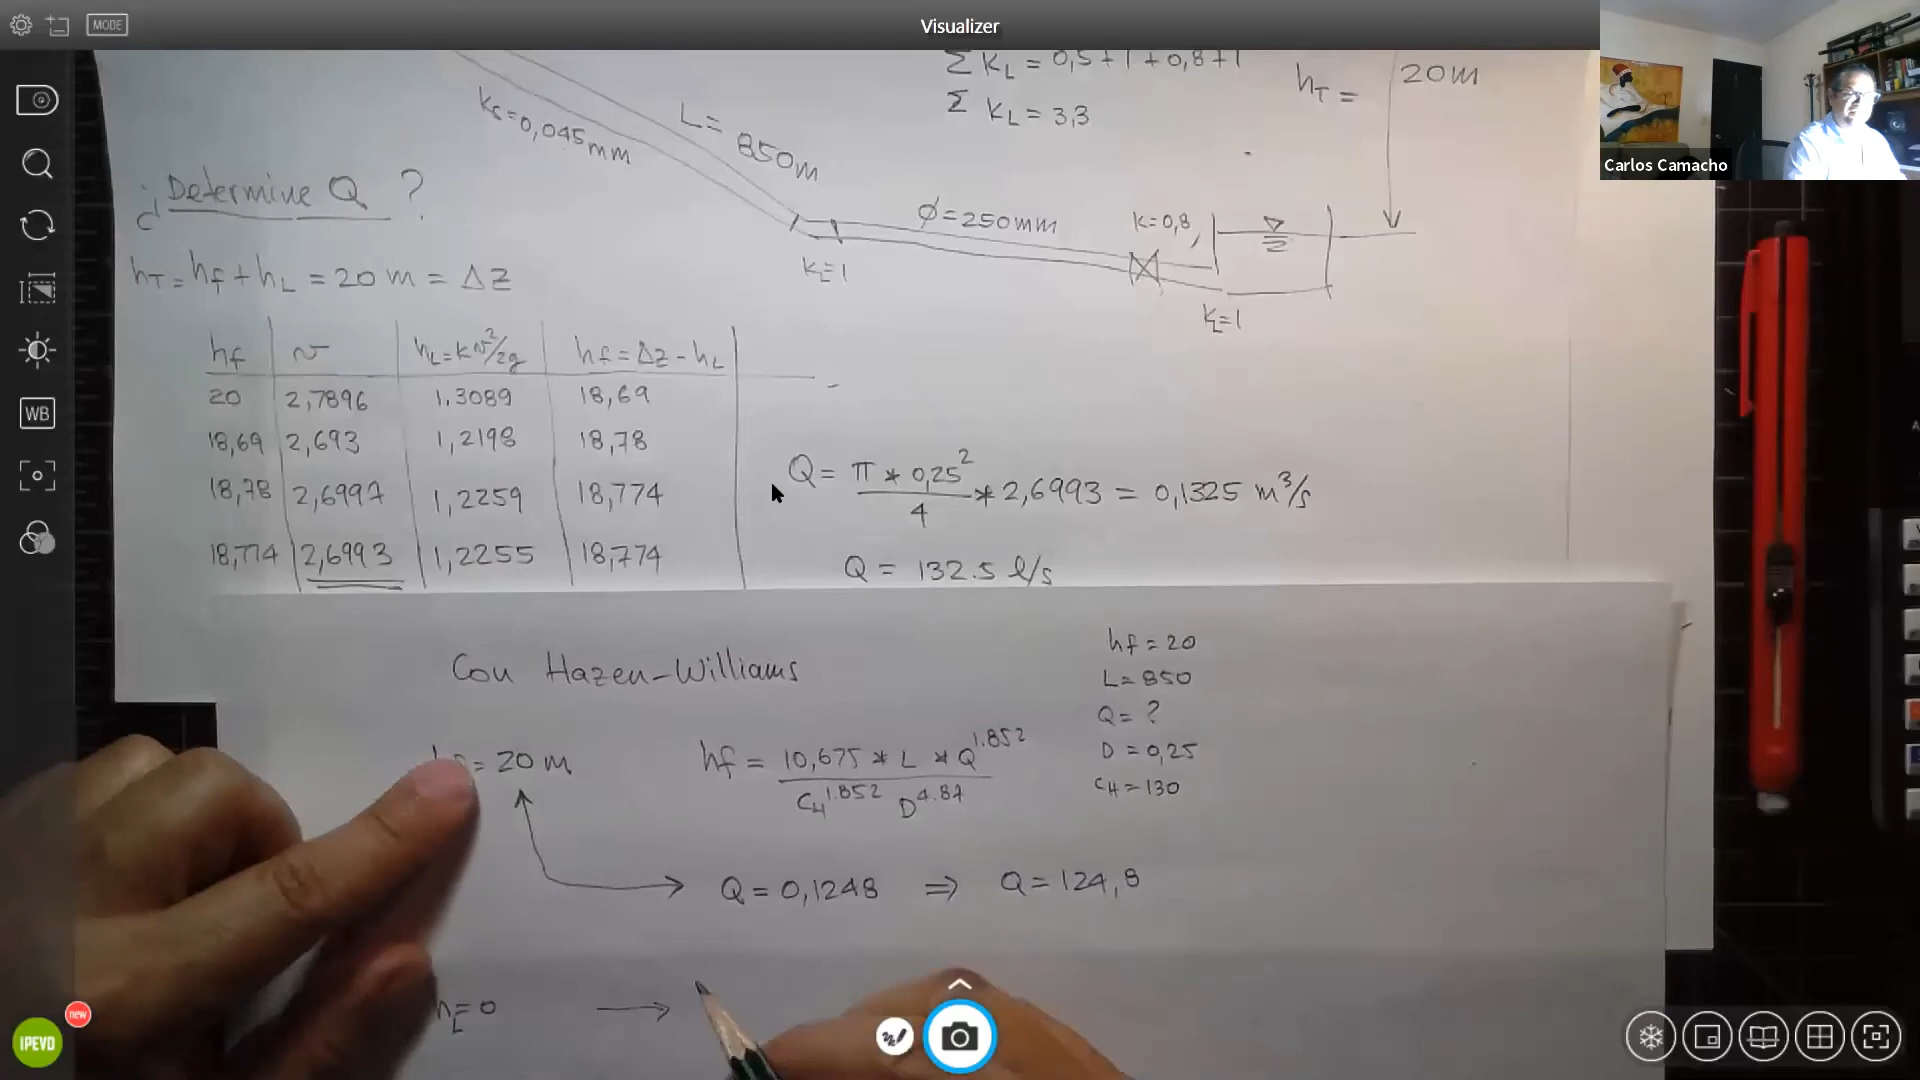 MODE
Visualizer
WB
Carlos Camacho
Σ KL = 0,5+1+0,8+1
Σ KL = 3,3
hT =
20m
ks=0,045mm
L= 850m
¿Determine Q ?
Ø=250mm
K=0,8
KL=1
KL=1
hT = hf + hL = 20 m = ΔZ
hf | v | hL=Kv²/2g | hf = ΔZ - hL
20 | 2,7896 | 1.3089 | 18,69
18,69 | 2,693 | 1,2198 | 18,78
18,78 | 2,6997 | 1,2259 | 18,774
18,774 | 2,6993 | 1,2255 | 18,774
Q = π * 0,25² / 4 * 2,6993 = 0,1325 m³/s
Q = 132.5 l/s
Con Hazen-Williams
hf = 20
L = 850
Q = ?
D = 0,25
CH = 130
= 20 m
hf = 10,675 * L * Q^1.852 / CH^1.852 D^4.87
Q = 0,1248 ⇒ Q = 124,8
hL=0 →
new
IPEVO